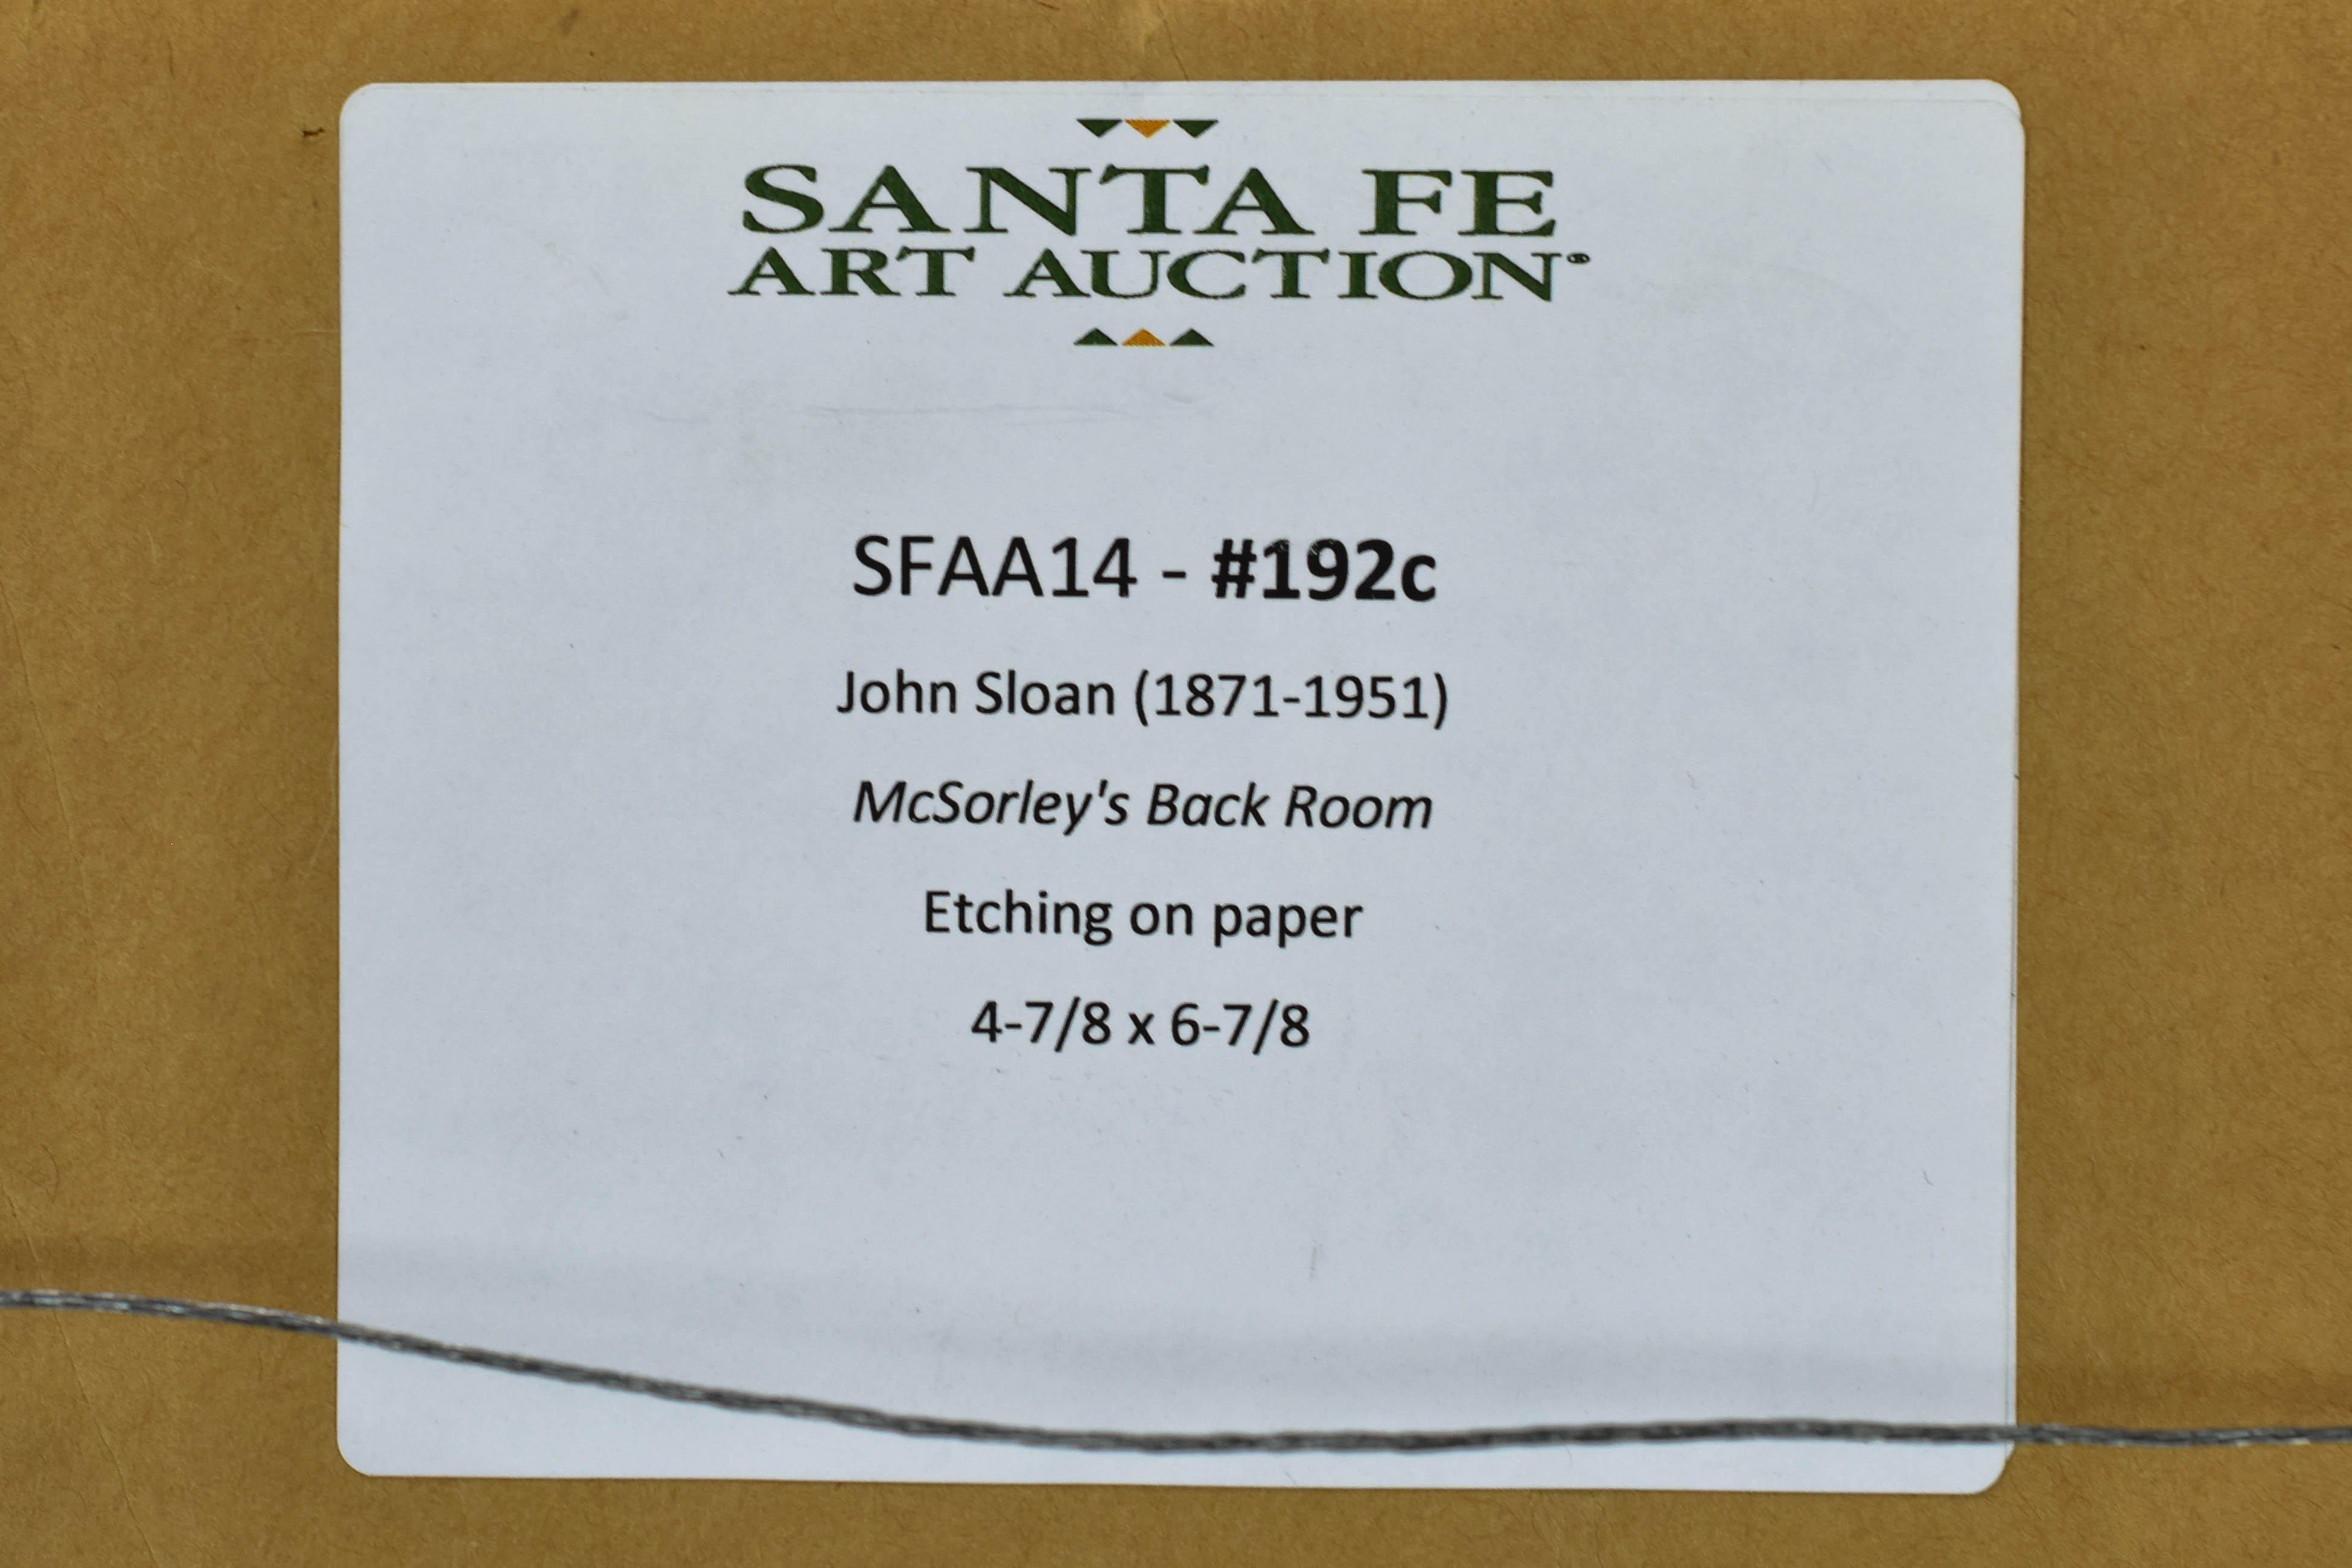 SANTA FE
ART AUCTION®
SFAA14 - #192c
John Sloan (1871-1951)
McSorley's Back Room
Etching on paper
4-7/8 x 6-7/8